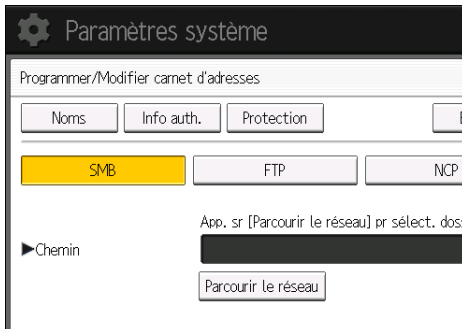 Paramètres système
Programmer/Modifier carnet d'adresses
Noms Info auth. Protection
SMB FTP NCP
App. sr [Parcourir le réseau] pr sélect.
►Chemin
Parcourir le réseau